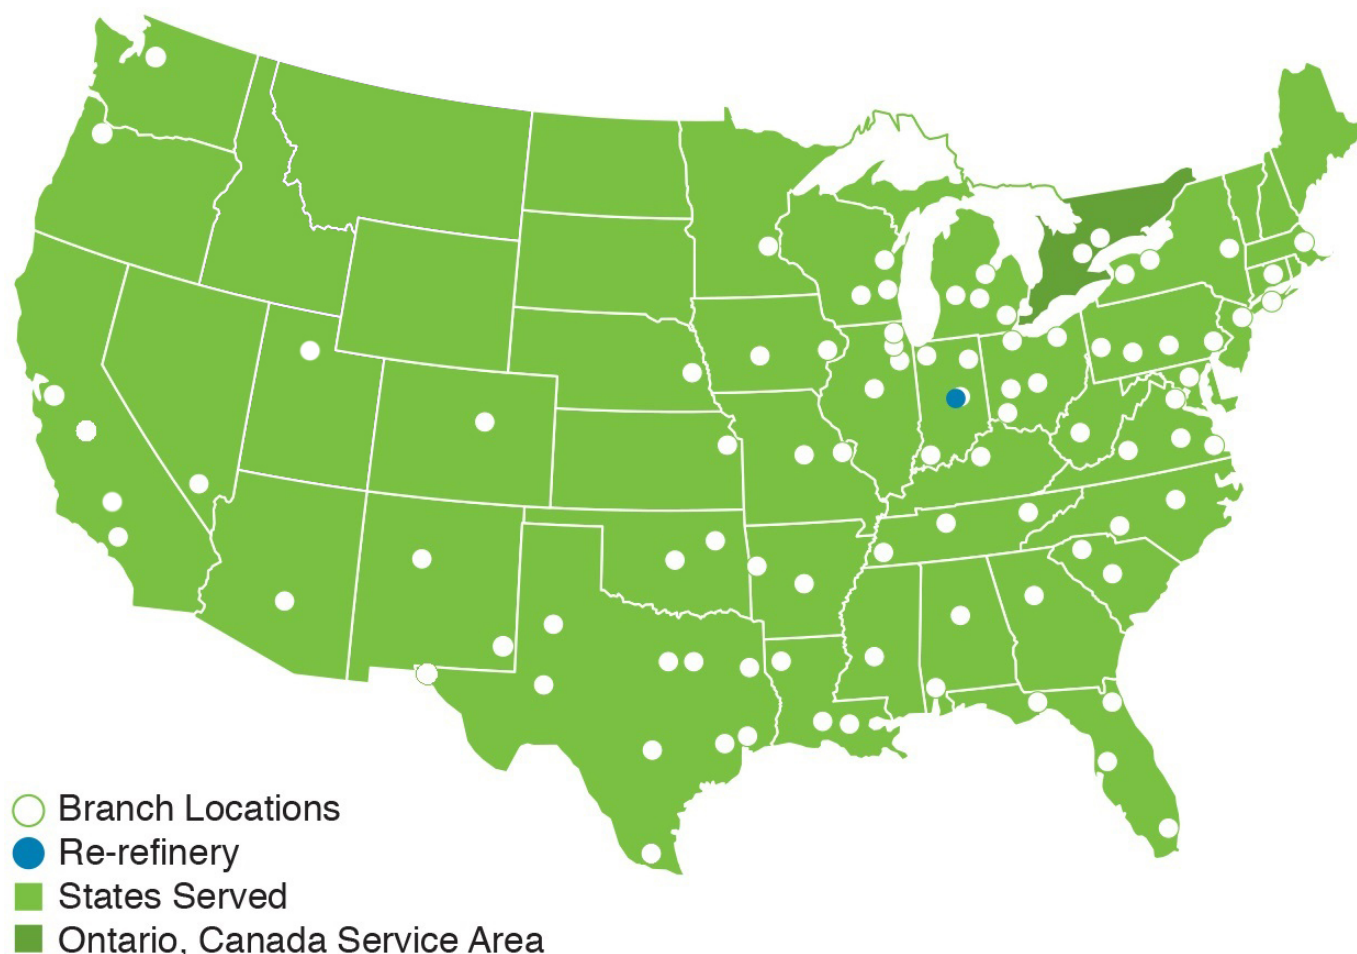 Branch Locations
Re-refinery
States Served
Ontario, Canada Service Area